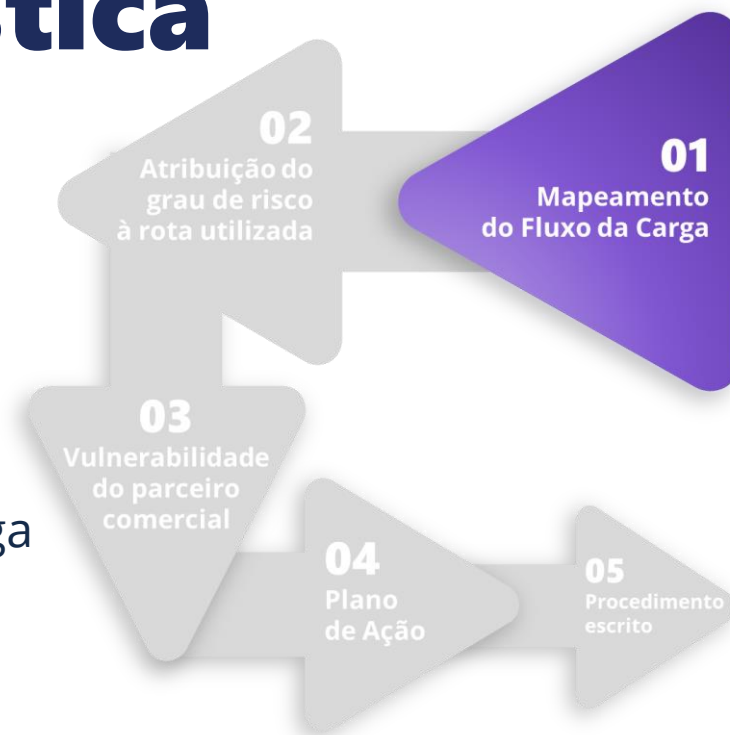 stica
01
Mapeamento
do Fluxo da Carga
02
Atribuição do
grau de risco
à rota utilizada
03
Vulnerabilidade
do parceiro
comercial
ga
04
Plano
de Ação
05
Procedimento
escrito